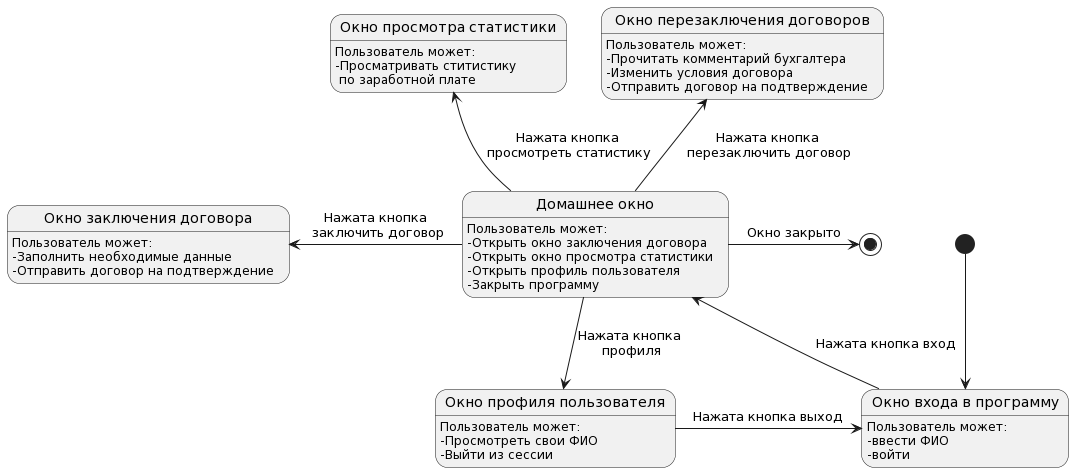 Окно просмотра статистики
Пользователь может:
-Просматривать ститистику
по заработной плате
Окно перезаключения договоров
Пользователь может:
-Прочитать комментарий бухгалтера
-Изменить условия договора
-Отправить договор на подтверждение
Нажата кнопка
просмотреть статистику
Нажата кнопка
перезаключить договор
Окно заключения договора
Пользователь может:
-Заполнить необходимые данные
-Отправить договор на подтверждение
Нажата кнопка
заключить договор
Домашнее окно
Пользователь может:
-Открыть окно заключения договора
-Открыть окно просмотра статистики
-Открыть профиль пользователя
-Закрыть программу
Окно закрыто
Нажата кнопка
профиля
Нажата кнопка вход
Окно профиля пользователя
Пользователь может:
-Просмотреть свои ФИО
-Выйти из сессии
Нажата кнопка выход
Окно входа в программу
Пользователь может:
-ввести ФИО
-войти